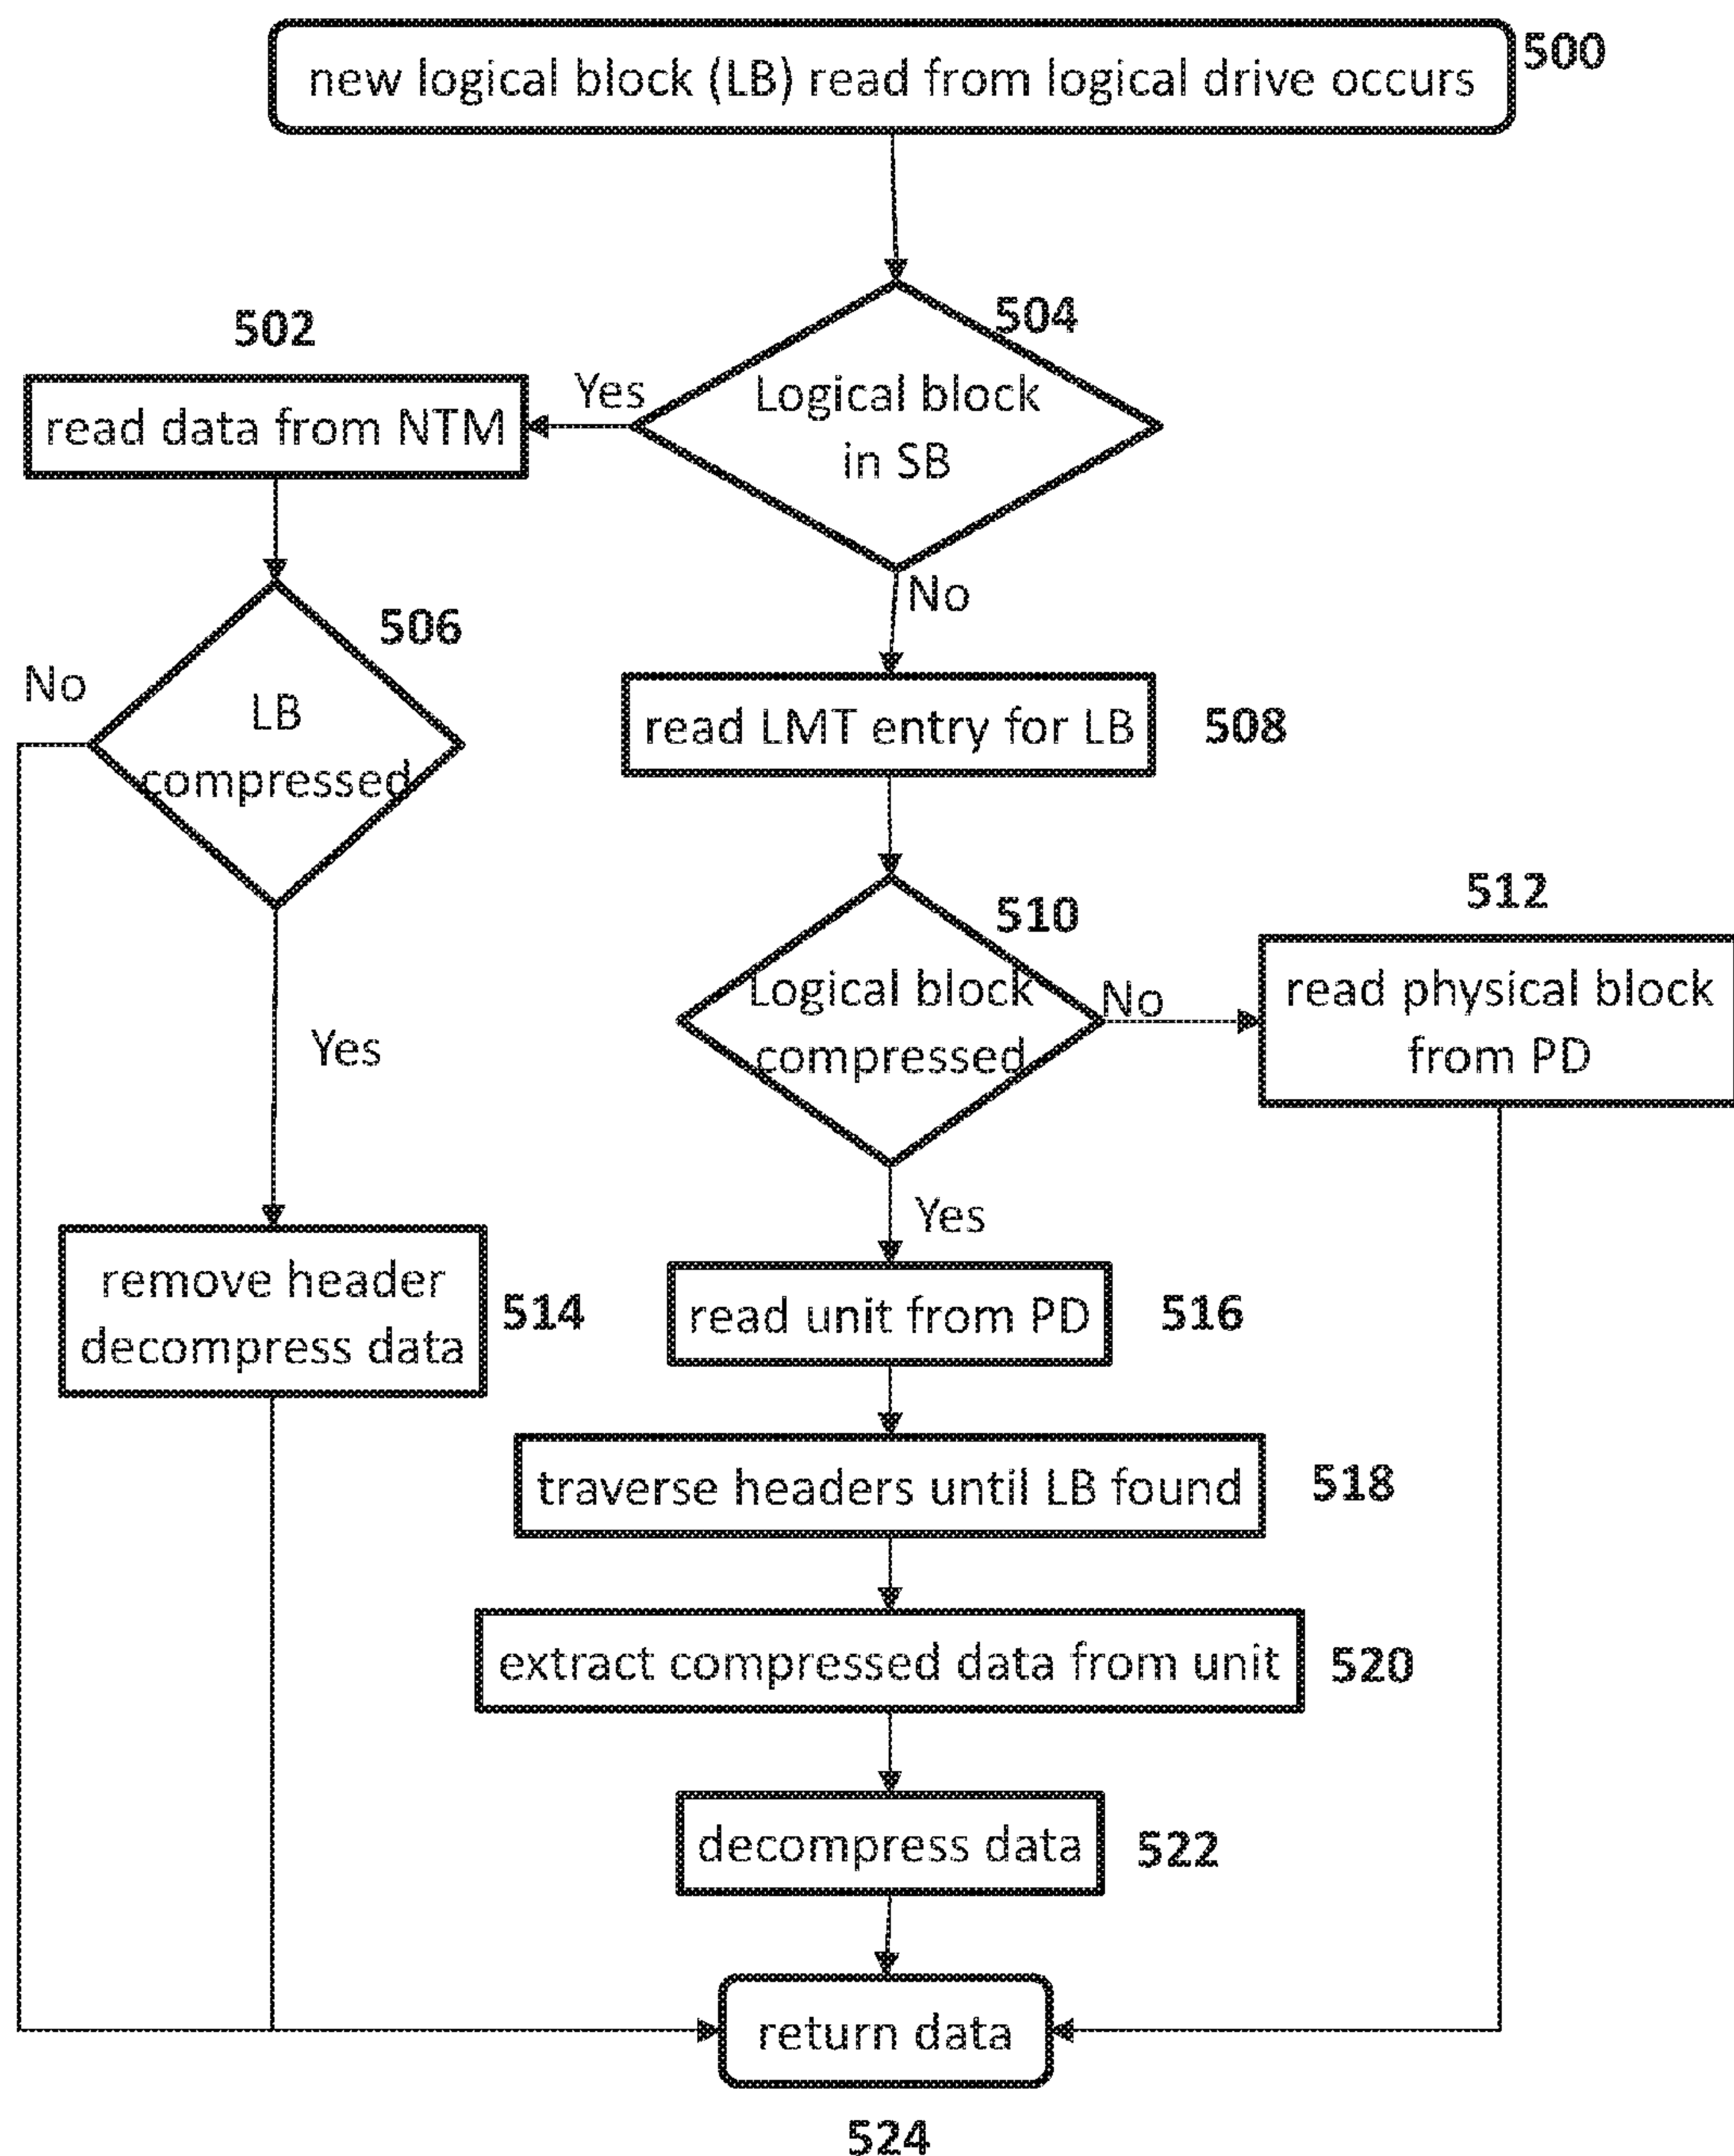 new logical block (LB) read from logical drive occurs
500
504
Logical block
in SB
Yes
No
502
read data from NTM
506
LB
compressed
No
Yes
read LMT entry for LB
508
510
Logical block
compressed
No
Yes
512
read physical block
from PD
remove header
decompress data
514
read unit from PD
516
traverse headers until LB found
518
extract compressed data from unit
520
decompress data
522
return data
524